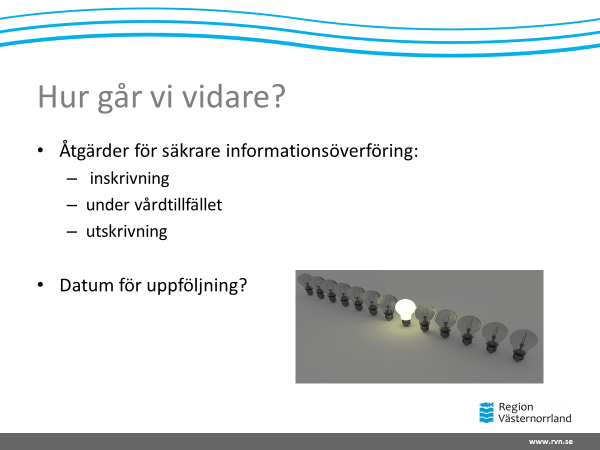 Hur går vi vidare?
• Åtgärder för säkrare informationsöverföring:
– inskrivning
– under vårdtillfället
– utskrivning
• Datum för uppföljning?
Region
Västernorrland
www.rvn.se